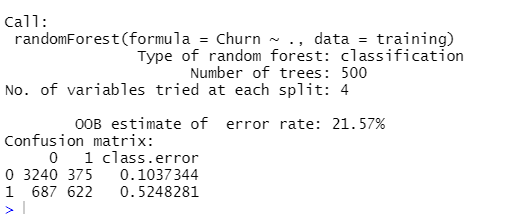 Call:
 randomForest(formula = Churn ~ ., data = training)
               Type of random forest: classification
                     Number of trees: 500
No. of variables tried at each split: 4
        OOB estimate of  error rate: 21.57%
Confusion matrix:
     0   1 class.error
0 3240 375   0.1037344
1  687 622   0.5248281
>